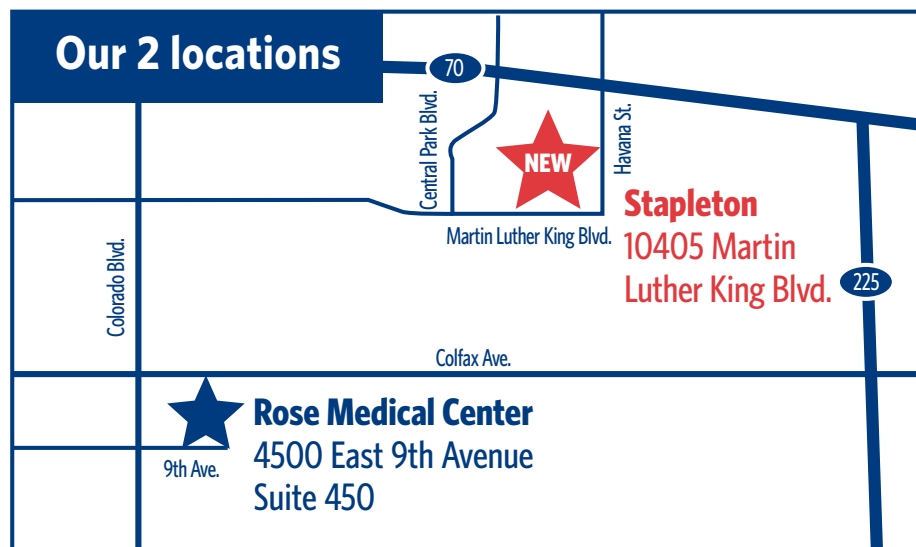 Our 2 locations
70
Central Park Blvd.
Havana St.
NEW
Stapleton
10405 Martin
Luther King Blvd.
Martin Luther King Blvd.
225
Colorado Blvd.
Colfax Ave.
Rose Medical Center
4500 East 9th Avenue
Suite 450
9th Ave.